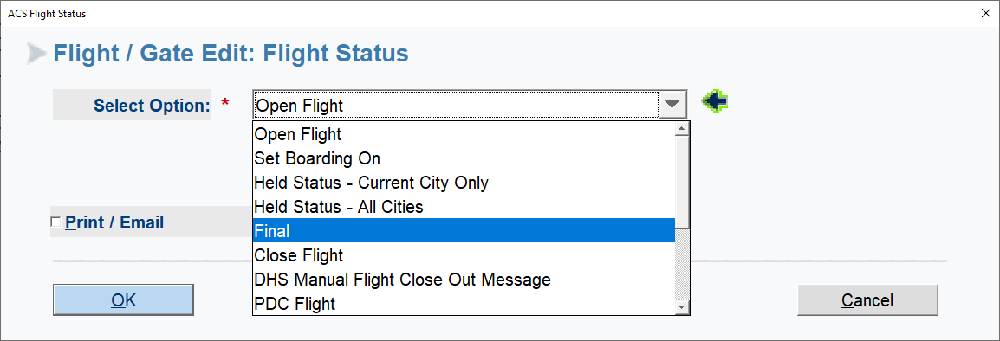 ACS Flight Status
Flight / Gate Edit: Flight Status
Select Option: * Open Flight
Open Flight
Set Boarding On
Held Status - Current City Only
Held Status - All Cities
Print / Email
Final
Close Flight
DHS Manual Flight Close Out Message
PDC Flight
OK
Cancel